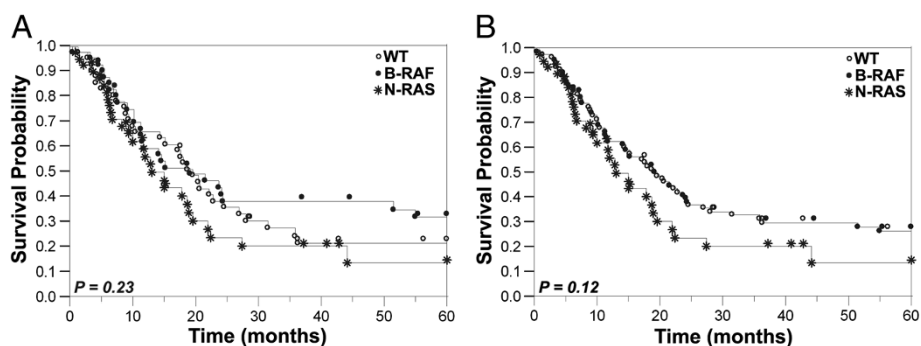 A
B
1.0
0.9
0.8
0.7
0.6
0.5
0.4
0.3
0.2
0.1
0.0
Survival Probability
WT
B-RAF
N-RAS
P = 0.23
0 10 20 30 40 50 60
Time (months)
1.0
0.9
0.8
0.7
0.6
0.5
0.4
0.3
0.2
0.1
0.0
Survival Probability
WT
B-RAF
N-RAS
P = 0.12
0 10 20 30 40 50 60
Time (months)